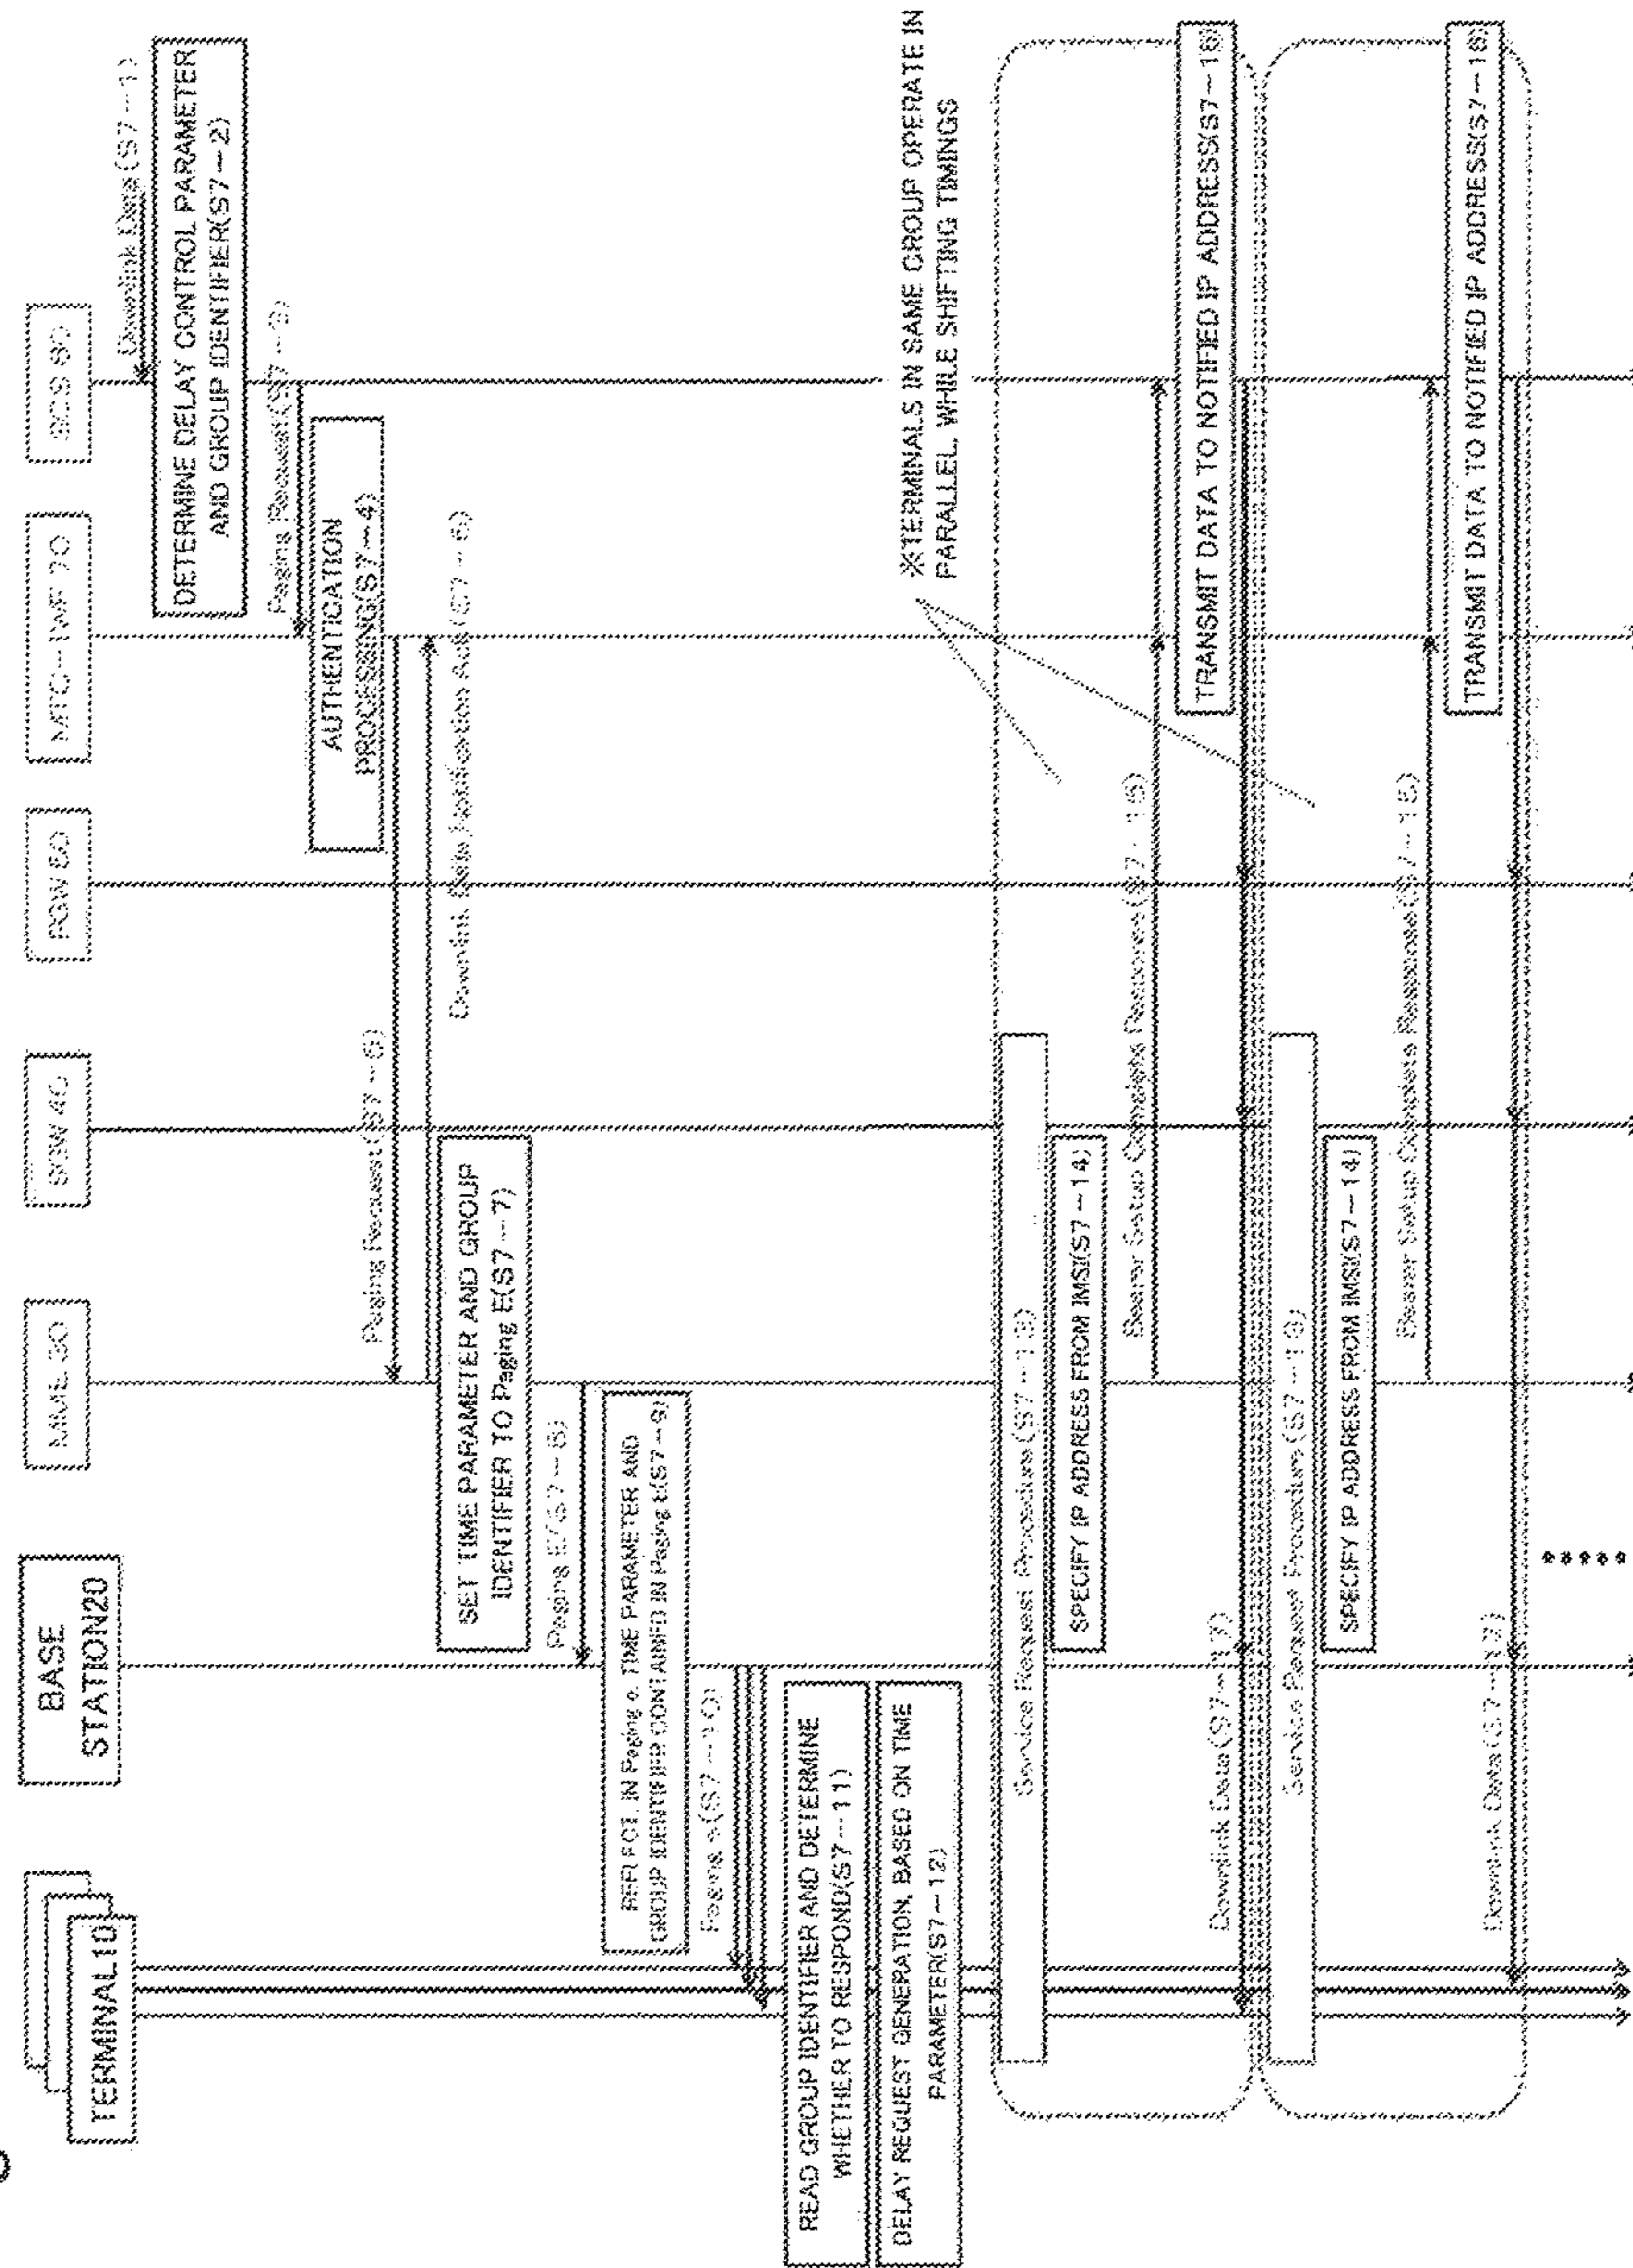 TERMINAL10
BASE
STATION20
MME 30
SGW 40
PGW 50
MTC-IWF 70
SCS 80
Downlink Data(S7-1)
DETERMINE DELAY CONTROL PARAMETER
AND GROUP IDENTIFIER(S7-2)
Paging Request(S7-3)
AUTHENTICATION
PROCESSING(S7-4)
Paging Request(S7-5)
Downlink Data Notification Ack(S7-6)
SET TIME PARAMETER AND GROUP
IDENTIFIER TO Paging E(S7-7)
Paging E(S7-8)
REFLECT, IN Paging e, TIME PARAMETER AND
GROUP IDENTIFIER CONTAINED IN Paging E(S7-9)
Paging e(S7-10)
READ GROUP IDENTIFIER AND DETERMINE
WHETHER TO RESPOND(S7-11)
DELAY REQUEST GENERATION, BASED ON TIME
PARAMETER(S7-12)
※TERMINALS IN SAME GROUP OPERATE IN
PARALLEL, WHILE SHIFTING TIMINGS
Service Request Procedure(S7-13)
SPECIFY IP ADDRESS FROM IMSI(S7-14)
Bearer Setup Complete Response(S7-15)
TRANSMIT DATA TO NOTIFIED IP ADDRESS(S7-16)
Downlink Data(S7-17)
Service Request Procedure(S7-13)
SPECIFY IP ADDRESS FROM IMSI(S7-14)
Bearer Setup Complete Response(S7-15)
TRANSMIT DATA TO NOTIFIED IP ADDRESS(S7-16)
Downlink Data(S7-17)